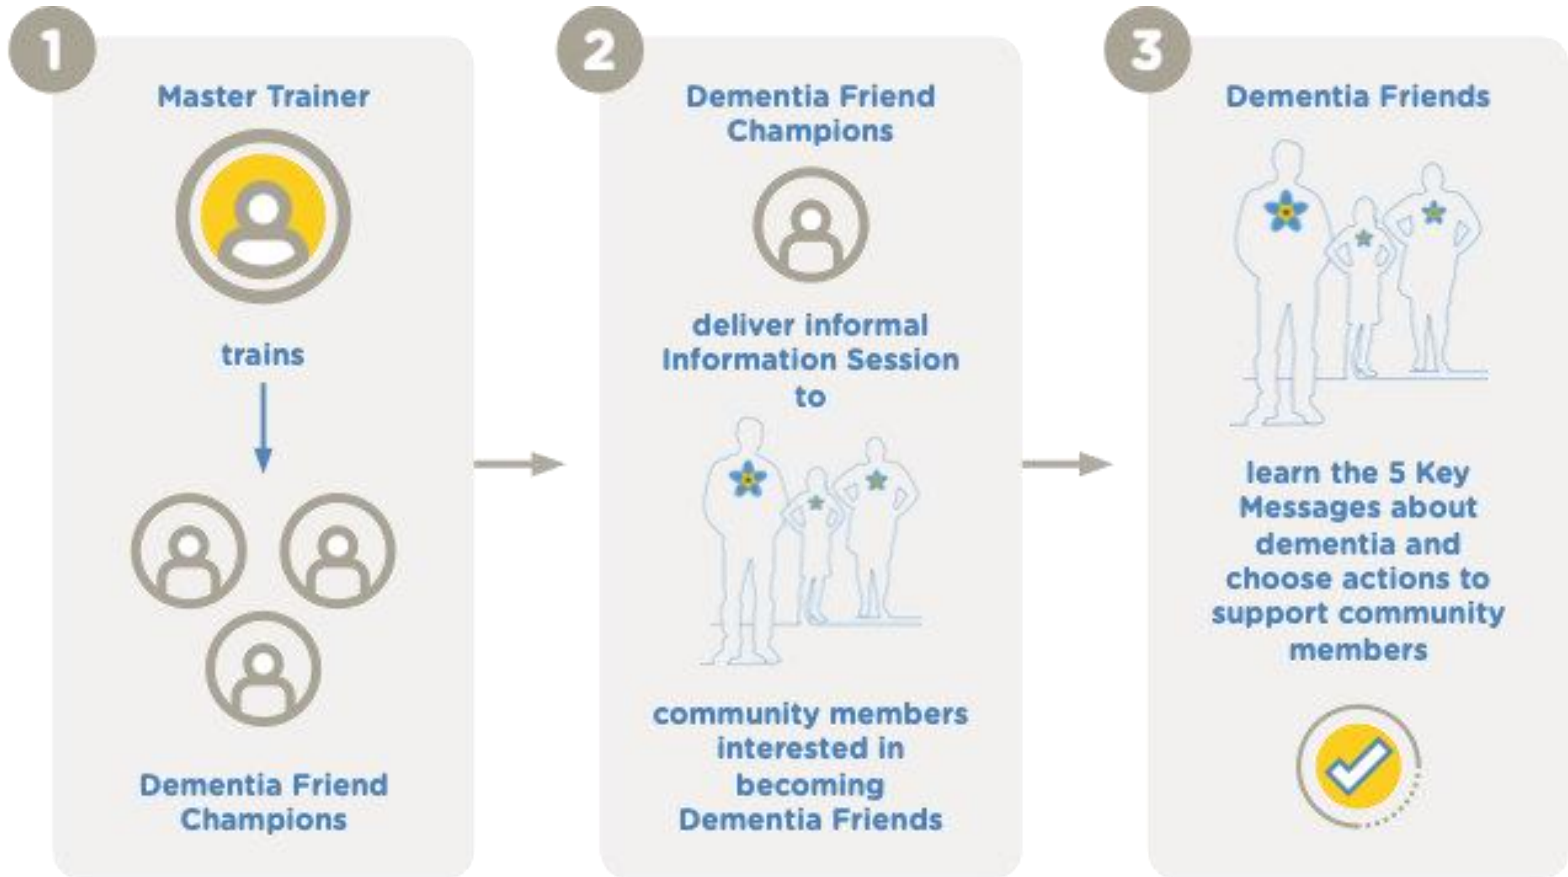 1
Master Trainer
trains
Dementia Friend
Champions
2
Dementia Friend
Champions
deliver informal
Information Session
to
community members
interested in
becoming
Dementia Friends
3
Dementia Friends
learn the 5 Key
Messages about
dementia and
choose actions to
support community
members